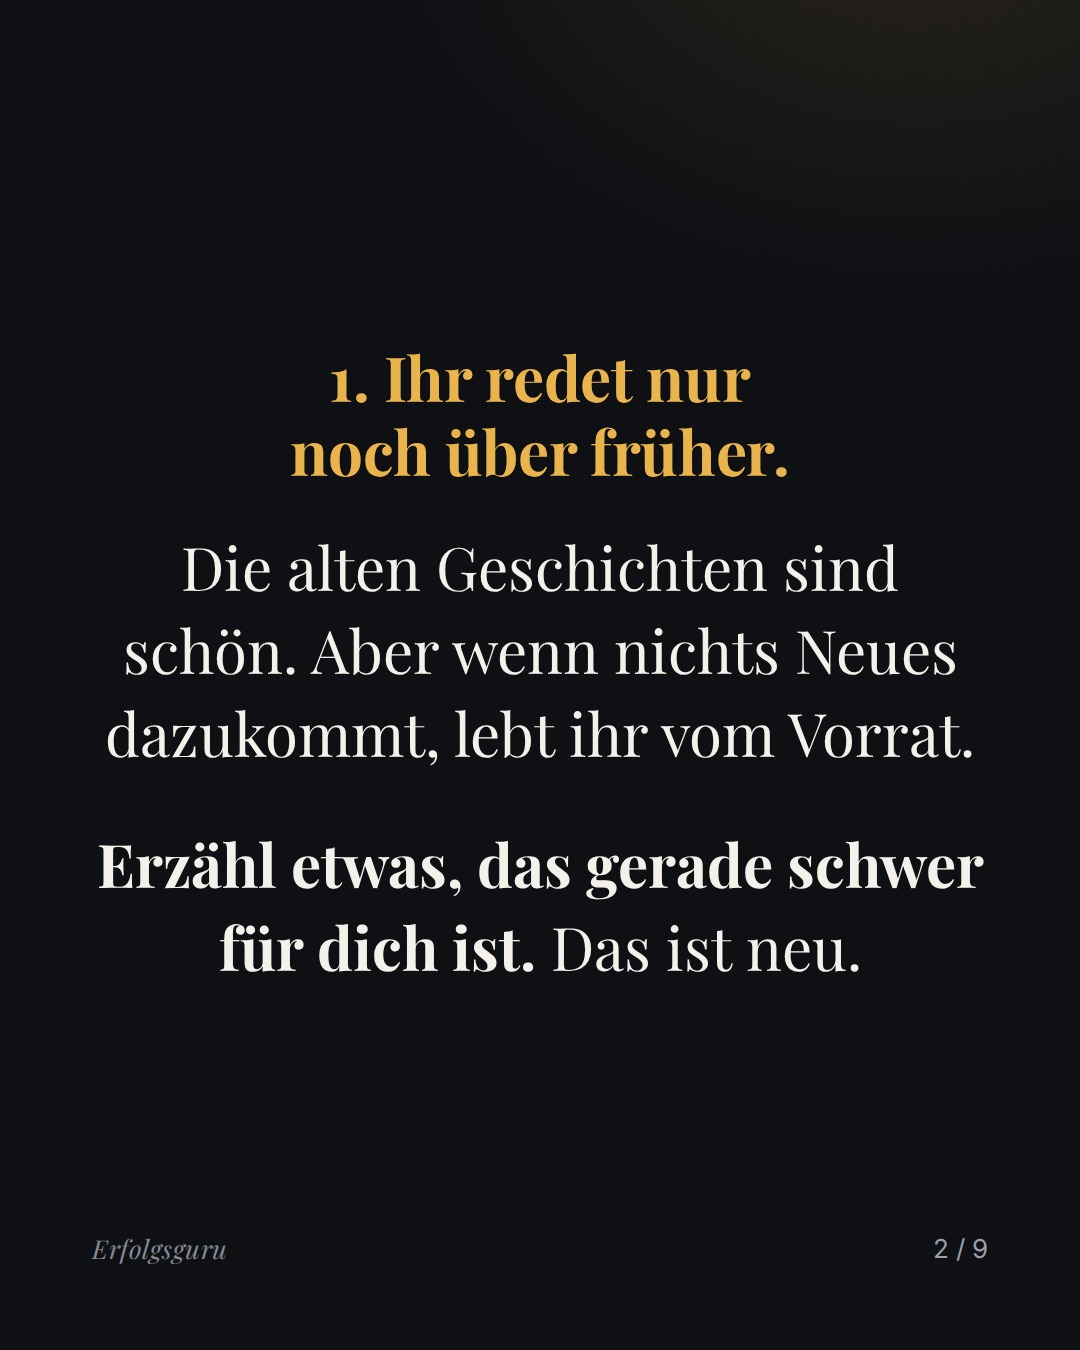 1. Ihr redet nur
noch über früher.
Die alten Geschichten sind
schön. Aber wenn nichts Neues
dazukommt, lebt ihr vom Vorrat.
Erzähl etwas, das gerade schwer
für dich ist. Das ist neu.
Erfolgsguru
2 / 9